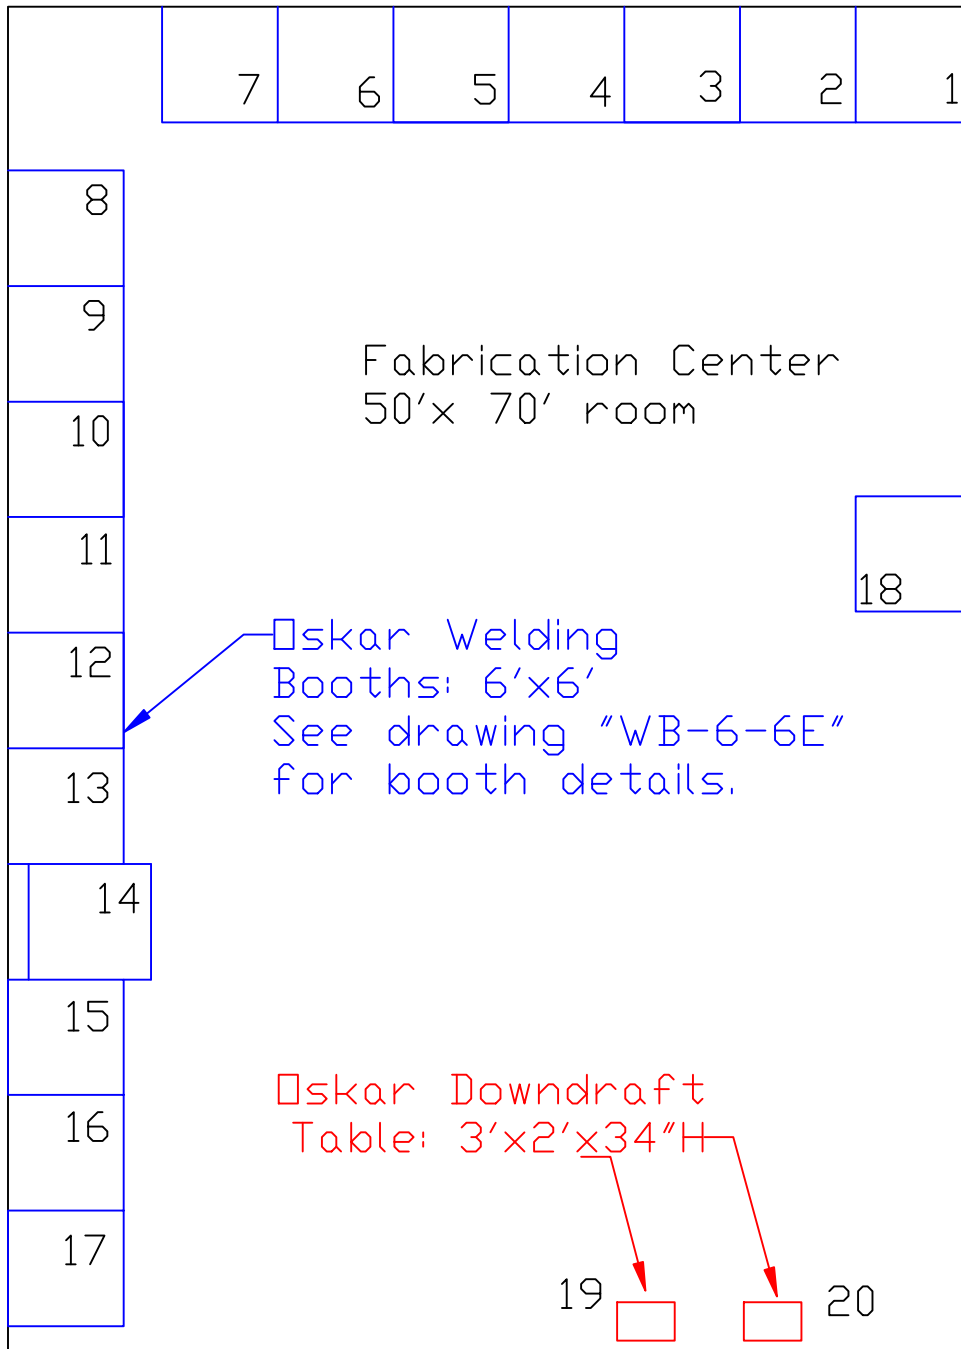 7 6 5 4 3 2 1
8
9
Fabrication Center
50'x 70' room
10
11
18
Oskar Welding
Booths: 6'x6'
See drawing "WB-6-6E"
for booth details.
12
13
14
15
Oskar Downdraft
Table: 3'x2'x34"H
16
17
19 20